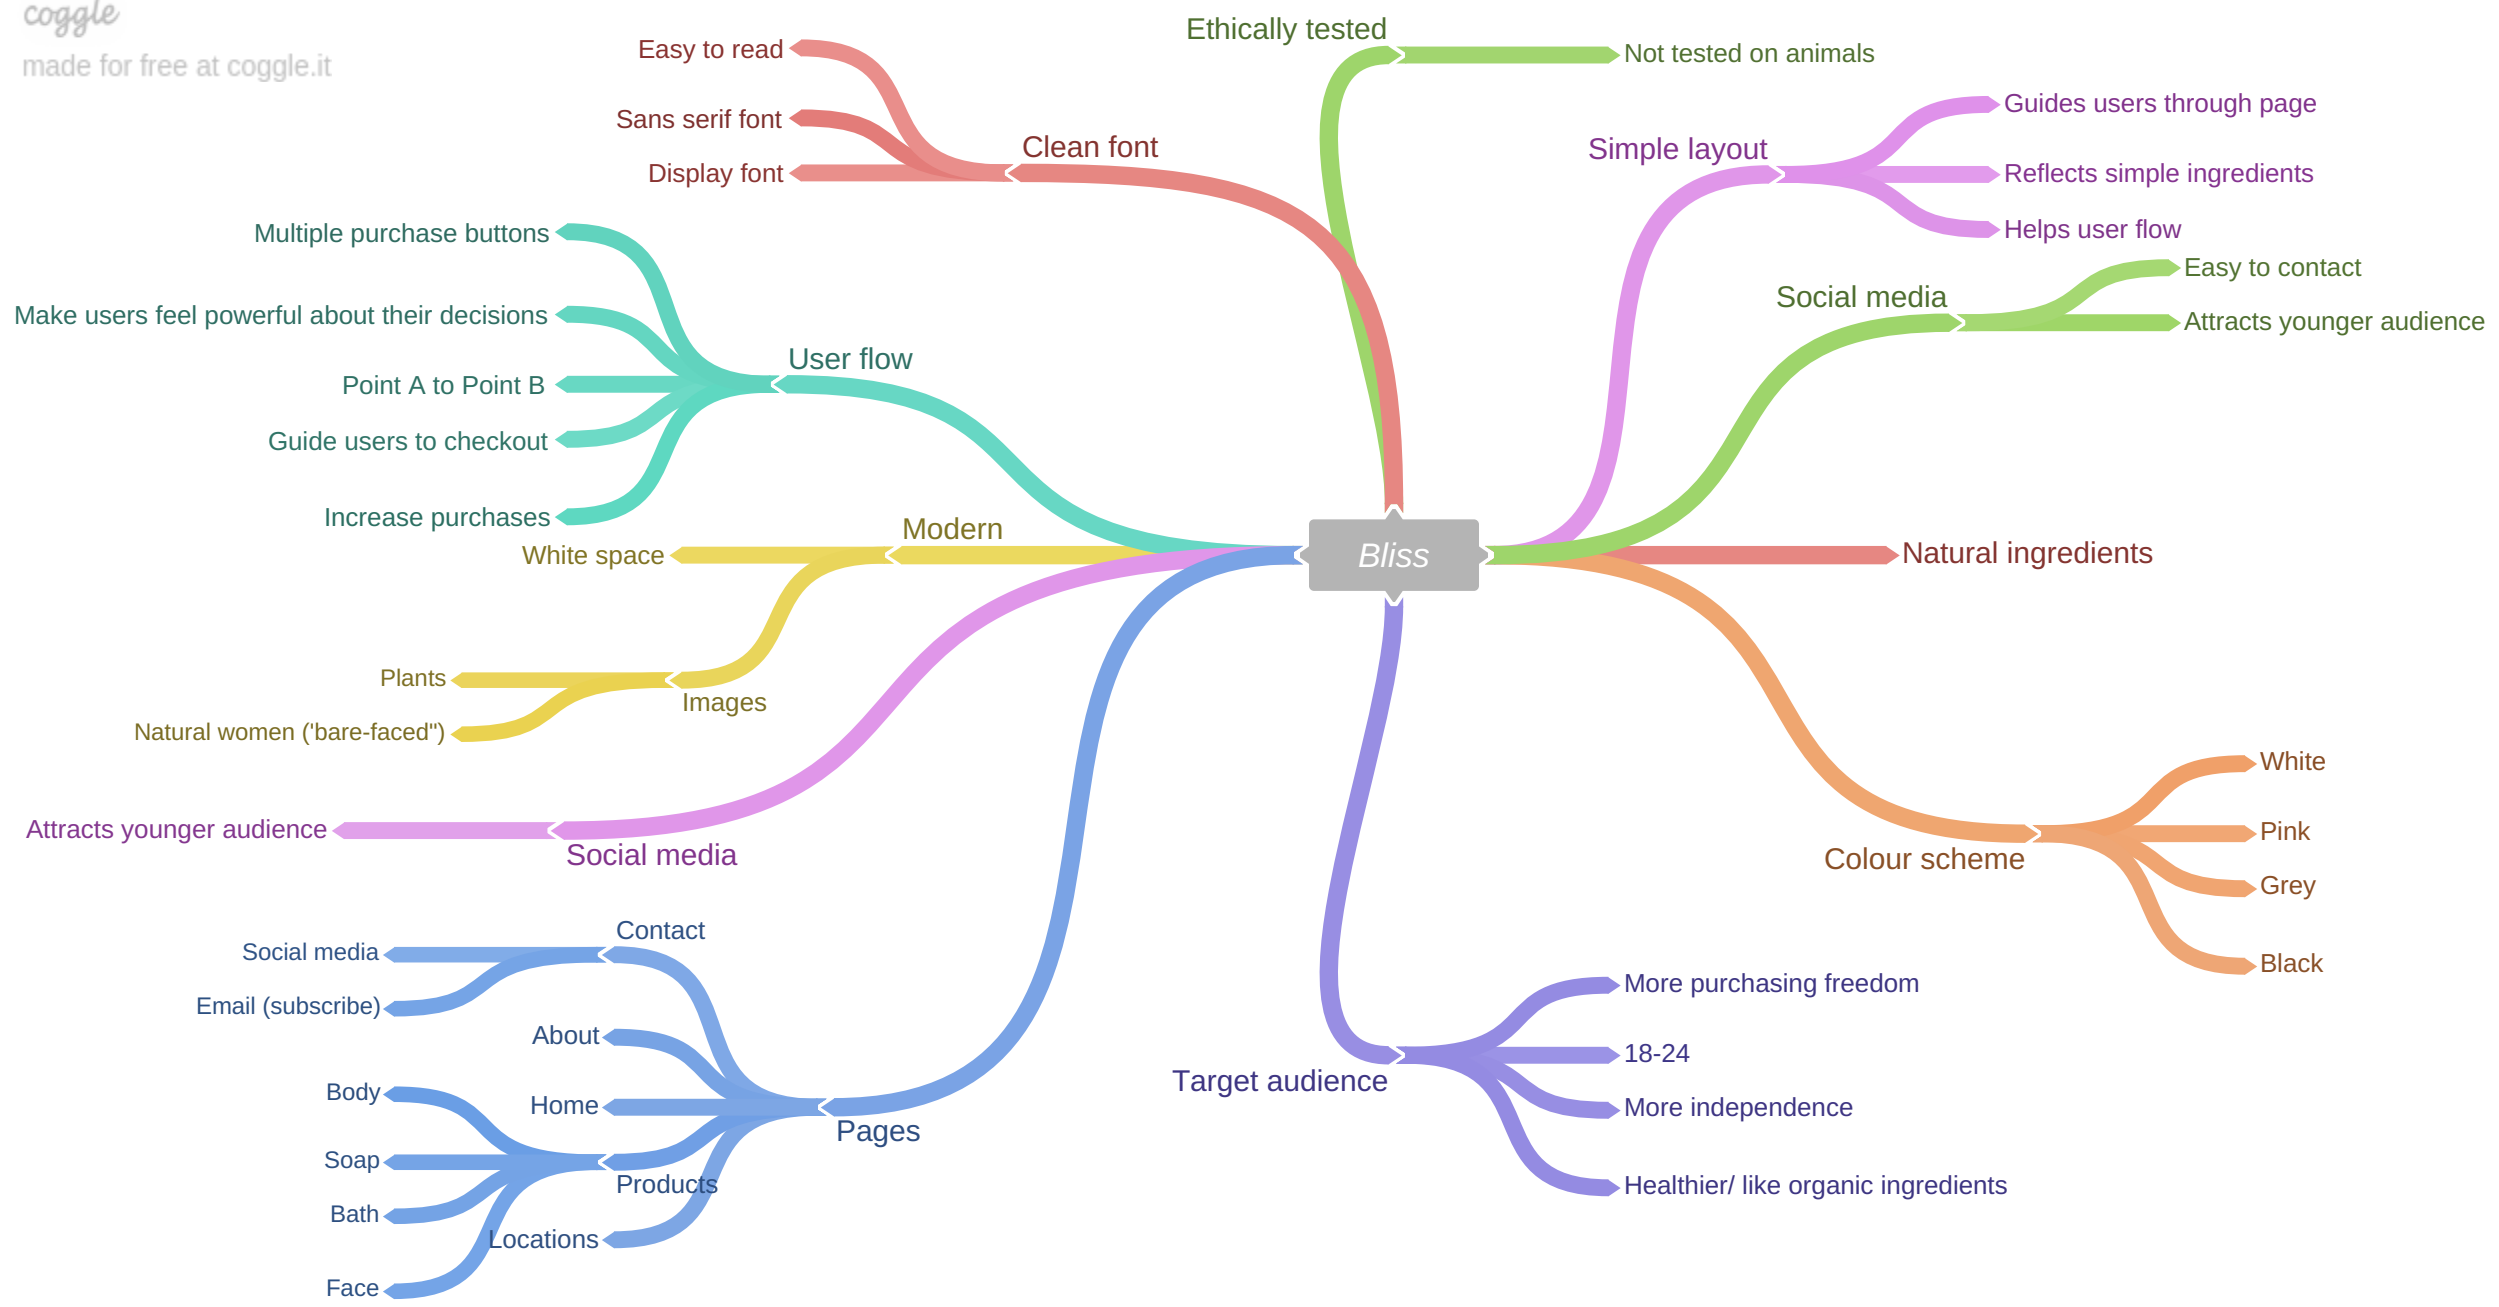 coggle
made for free at coggle.it
Ethically tested
Not tested on animals
Easy to read
Sans serif font
Display font
Clean font
Simple layout
Guides users through page
Reflects simple ingredients
Helps user flow
Social media
Easy to contact
Attracts younger audience
Multiple purchase buttons
Make users feel powerful about their decisions
Point A to Point B
Guide users to checkout
Increase purchases
User flow
Modern
White space
Images
Plants
Natural women ('bare-faced")
Bliss
Natural ingredients
Attracts younger audience
Social media
Colour scheme
White
Pink
Grey
Black
Contact
Social media
Email (subscribe)
About
Home
Pages
Products
Body
Soap
Bath
Face
Locations
Target audience
More purchasing freedom
18-24
More independence
Healthier/ like organic ingredients